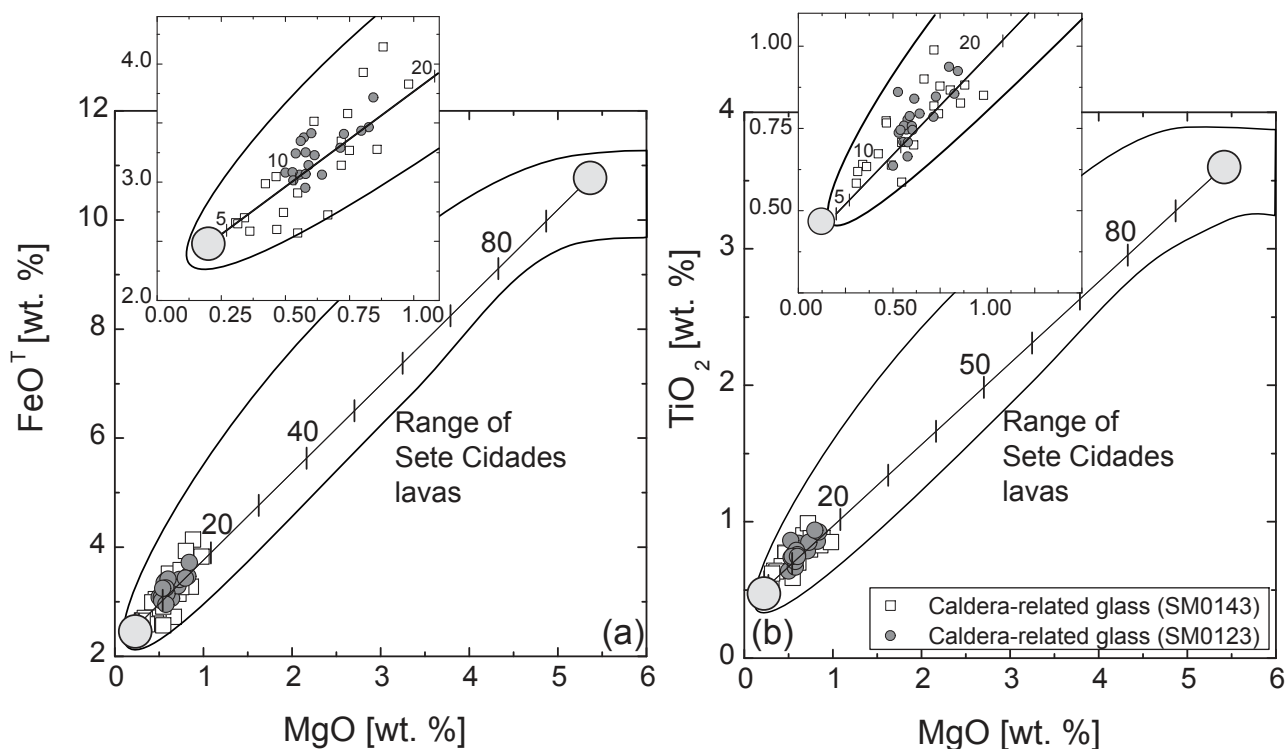 4.0
3.0
2.0
0.00 0.25 0.50 0.75 1.00
5
10
20
12
10
8
6
4
2
0 1 2 3 4 5 6
FeO^T [wt. %]
MgO [wt. %]
20
40
80
Range of
Sete Cidades
lavas
(a)
1.00
0.75
0.50
0.00 0.50 1.00
5
10
20
4
3
2
1
0
0 1 2 3 4 5 6
TiO₂ [wt. %]
MgO [wt. %]
20
50
80
Range of
Sete Cidades
lavas
(b)
Caldera-related glass (SM0143)
Caldera-related glass (SM0123)